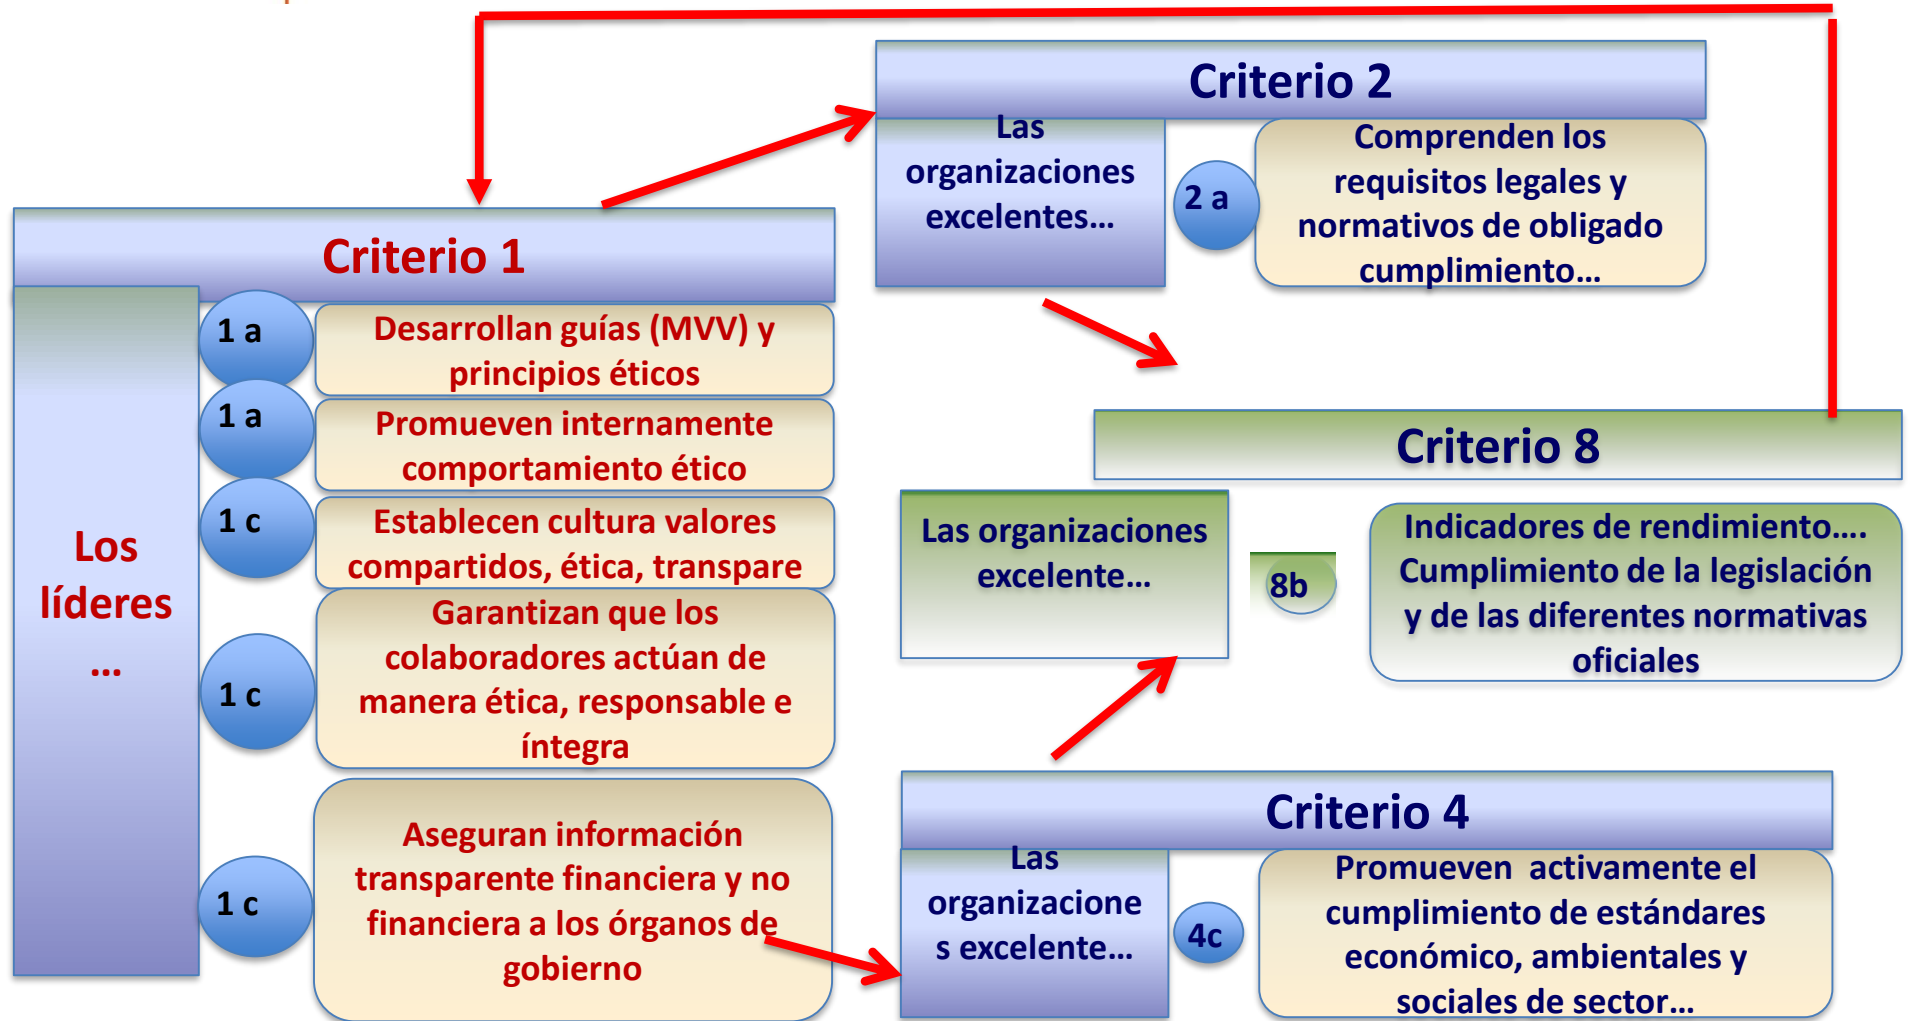 Criterio 1
Los
líderes
…
1 a
Desarrollan guías (MVV) y
principios éticos
1 a
Promueven internamente
comportamiento ético
1 c
Establecen cultura valores
compartidos, ética, transpare
1 c
Garantizan que los
colaboradores actúan de
manera ética, responsable e
íntegra
1 c
Aseguran información
transparente financiera y no
financiera a los órganos de
gobierno
Criterio 2
Las
organizaciones
excelentes…
2 a
Comprenden los
requisitos legales y
normativos de obligado
cumplimiento…
Criterio 8
Las organizaciones
excelente…
8b
Indicadores de rendimiento….
Cumplimiento de la legislación
y de las diferentes normativas
oficiales
Criterio 4
Las
organizacione
s excelente…
4c
Promueven activamente el
cumplimiento de estándares
económico, ambientales y
sociales de sector…